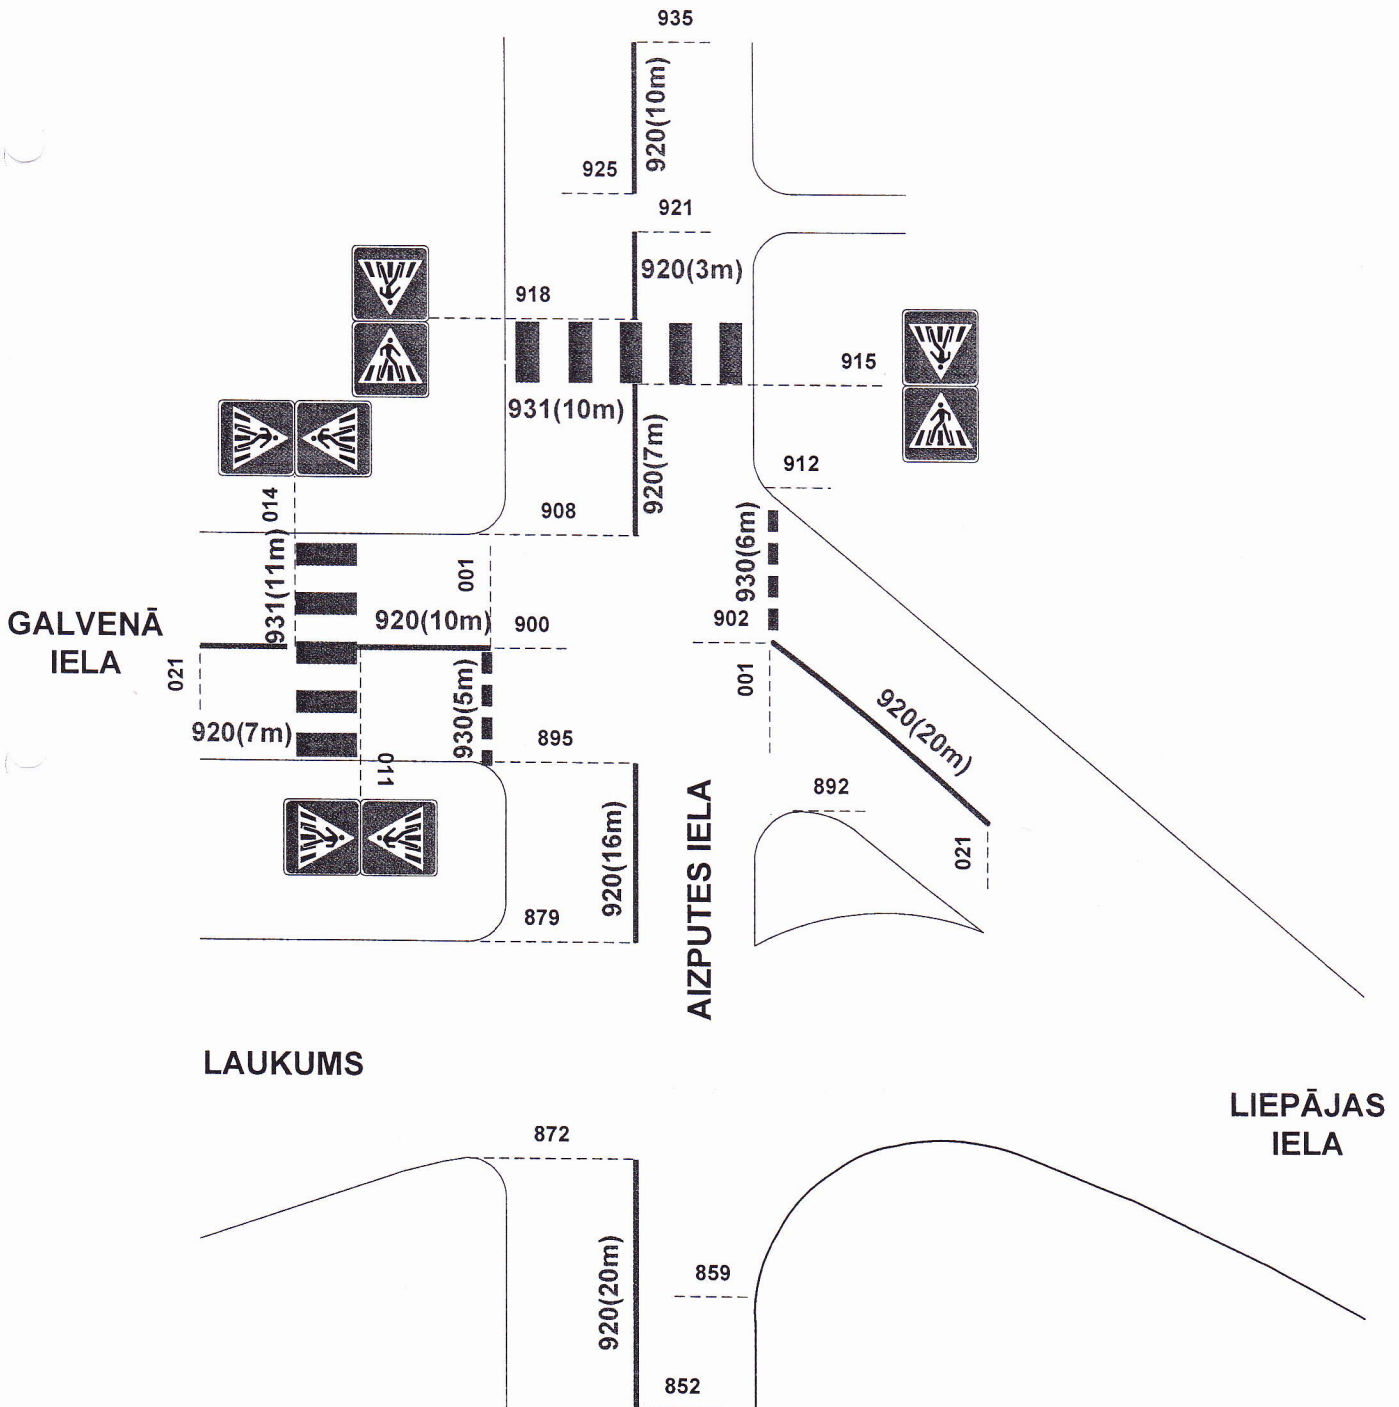 935
920(10m)
925
921
920(3m)
918
915
931(10m)
920(7m)
912
014
908
931(11m)
001
930(6m)
GALVENĀ
IELA
920(10m)
900
902
021
001
930(5m)
920(7m)
895
920(20m)
011
892
AIZPUTES IELA
021
920(16m)
879
LAUKUMS
LIEPĀJAS
IELA
872
920(20m)
859
852